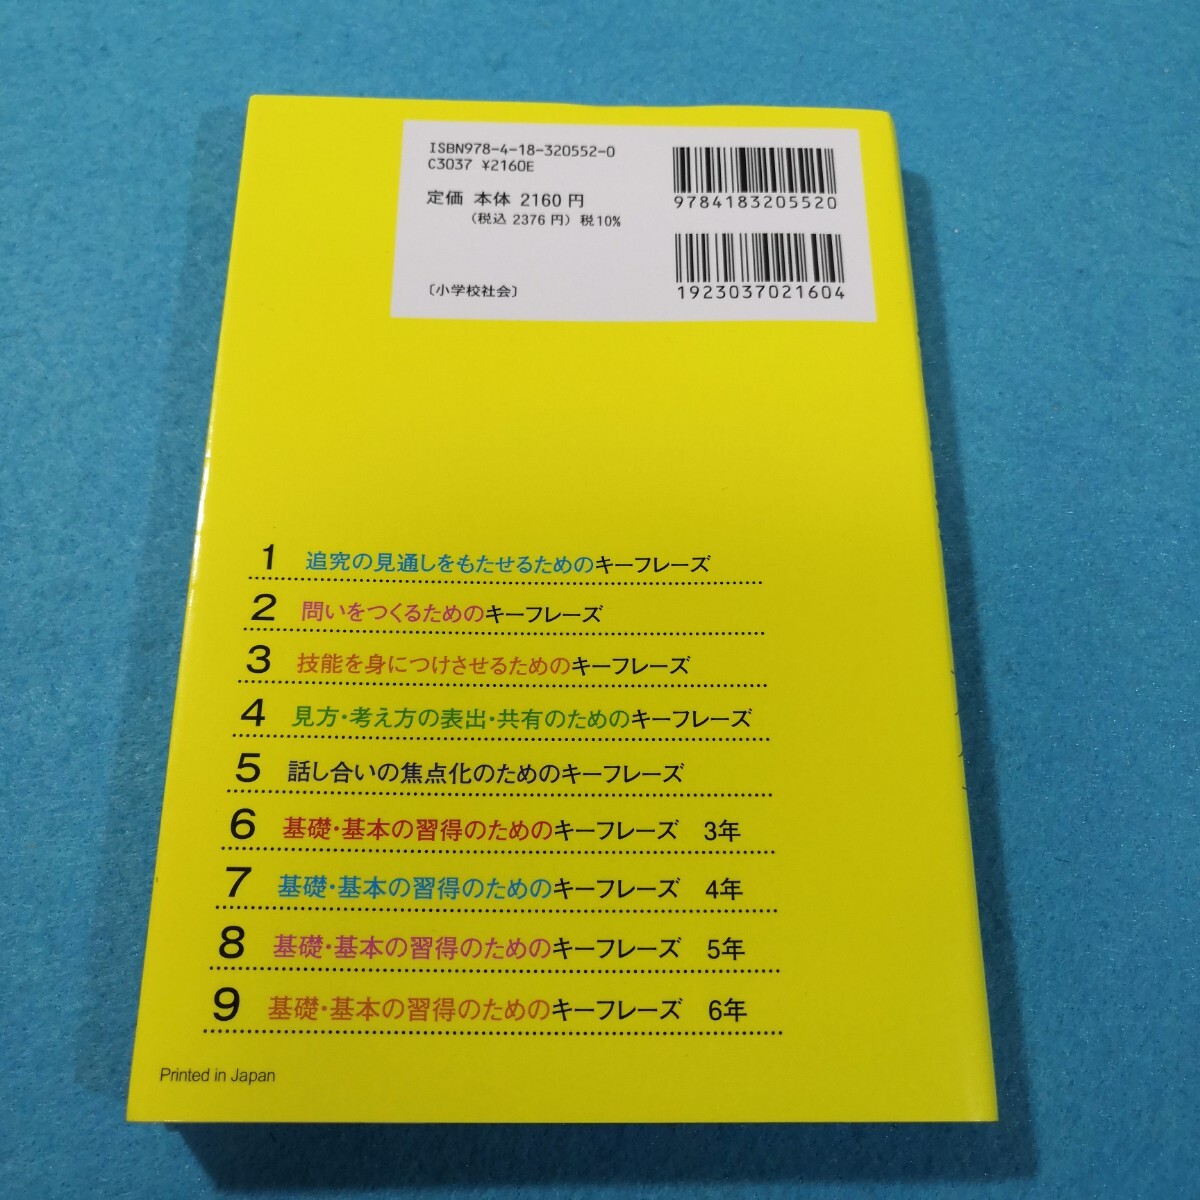 ISBN978-4-18-320552-0
C3037 ¥2160E
定価 本体 2160 円
(税込 2376 円) 税10%
〔小学校社会〕
9784183205520
1923037021604
1 追究の見通しをもたせるためのキーフレーズ
2 問いをつくるためのキーフレーズ
3 技能を身につけさせるためのキーフレーズ
4 見方・考え方の表出・共有のためのキーフレーズ
5 話し合いの焦点化のためのキーフレーズ
6 基礎・基本の習得のためのキーフレーズ 3年
7 基礎・基本の習得のためのキーフレーズ 4年
8 基礎・基本の習得のためのキーフレーズ 5年
9 基礎・基本の習得のためのキーフレーズ 6年
Printed in Japan